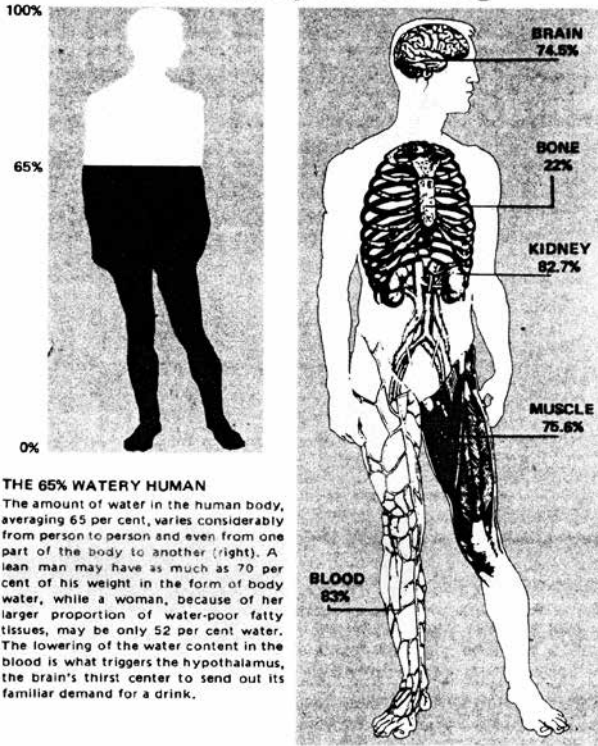 100%
65%
0%
THE 65% WATERY HUMAN
The amount of water in the human body,
averaging 65 per cent, varies considerably
from person to person and even from one
part of the body to another (right). A
lean man may have as much as 70 per
cent of his weight in the form of body
water, while a woman, because of her
larger proportion of water-poor fatty
tissues, may be only 52 per cent water.
The lowering of the water content in the
blood is what triggers the hypothalamus,
the brain's thirst center to send out its
familiar demand for a drink.
BRAIN
74.5%
BONE
22%
KIDNEY
82.7%
MUSCLE
75.6%
BLOOD
83%